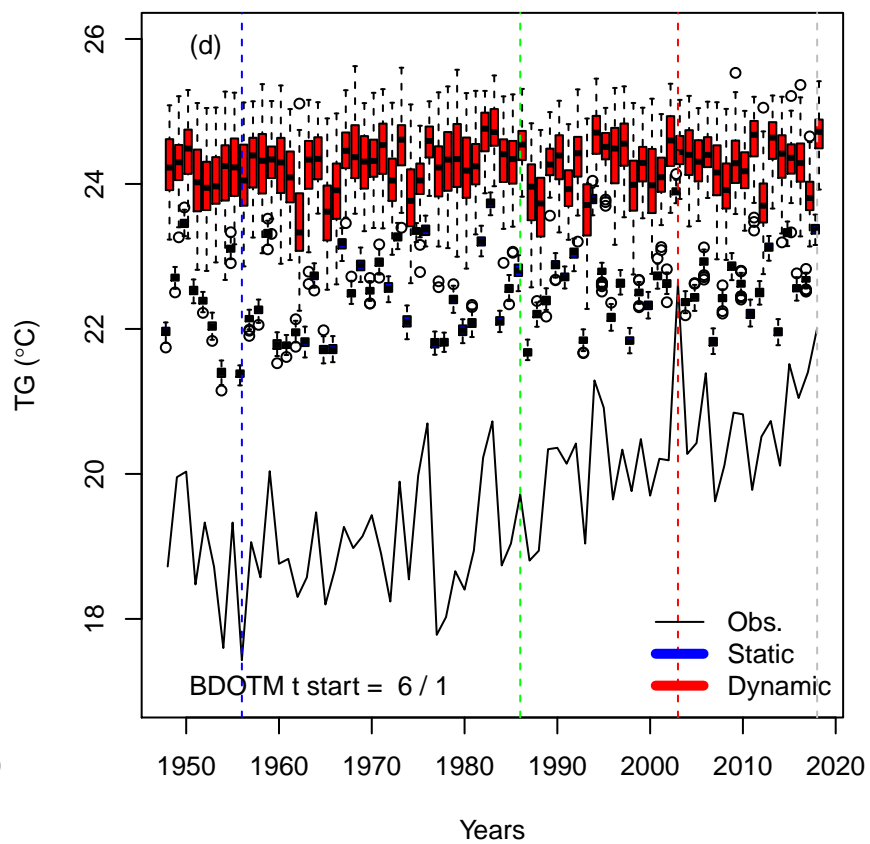 (d)
26
24
22
20
18
TG (°C)
Obs.
Static
Dynamic
BDOTM t start = 6 / 1
1950 1960 1970 1980 1990 2000 2010 2020
Years